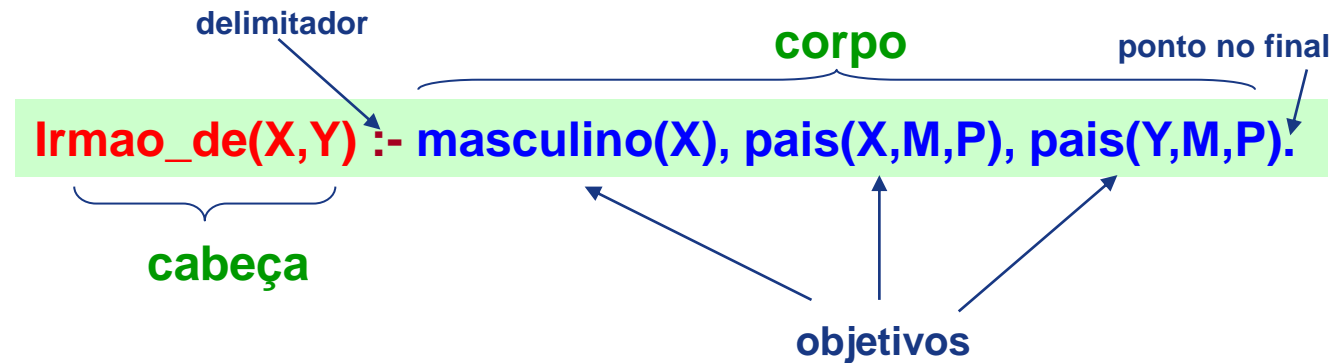 delimitador
corpo
ponto no final
Irmao_de(X,Y) :- masculino(X), pais(X,M,P), pais(Y,M,P).
cabeça
objetivos